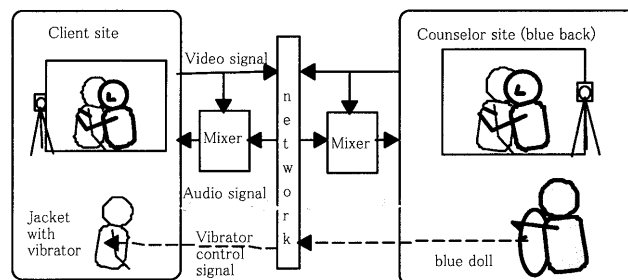 Client site
Video signal
Counselor site (blue back)
network
Mixer
Mixer
Audio signal
Jacket
with
vibrator
Vibrator
control
signal
blue doll